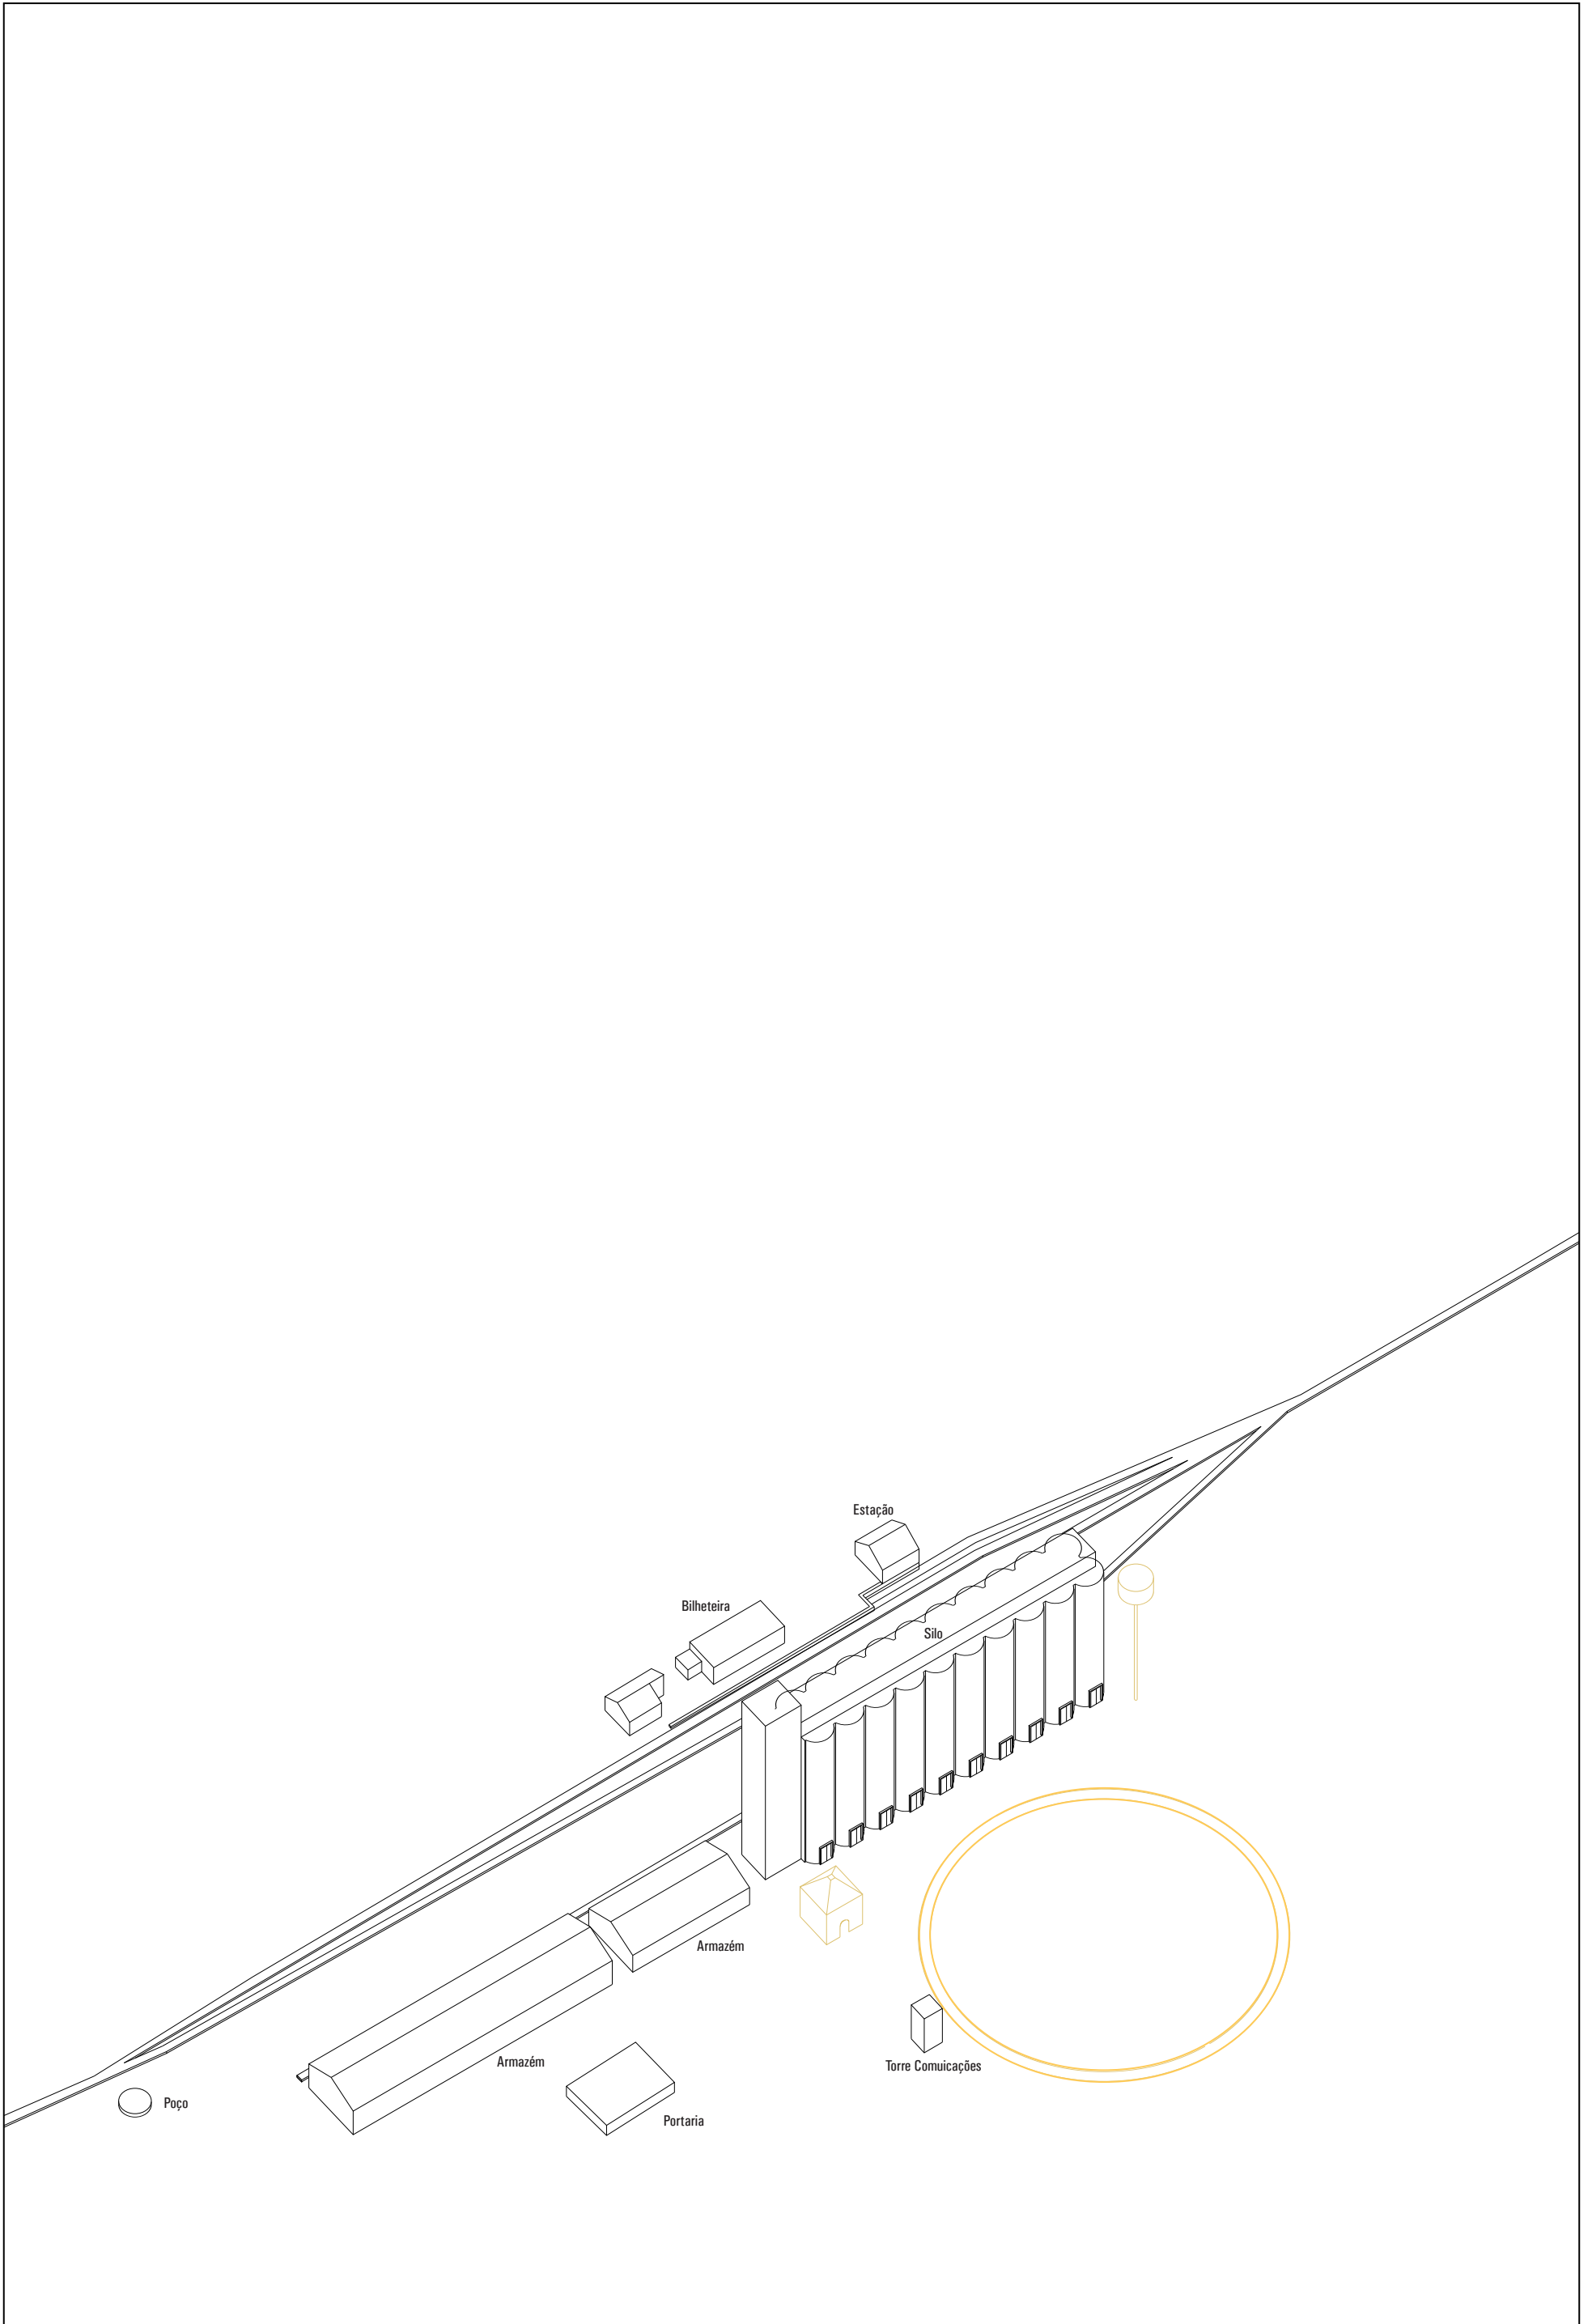 Estação
Bilheteira
Silo
Armazém
Armazém
Torre Comuicações
Poço
Portaria